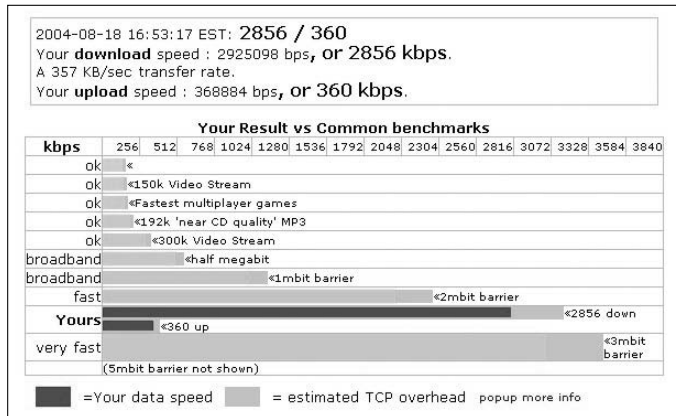 2004-08-18 16:53:17 EST: 2856 / 360
Your download speed : 2925098 bps, or 2856 kbps.
A 357 KB/sec transfer rate.
Your upload speed : 368884 bps, or 360 kbps.
Your Result vs Common benchmarks
kbps 256 512 768 1024 1280 1536 1792 2048 2304 2560 2816 3072 3328 3584 3840
ok «
ok «150k Video Stream
ok «Fastest multiplayer games
ok «192k 'near CD quality' MP3
ok «300k Video Stream
broadband «half megabit
broadband «1mbit barrier
fast «2mbit barrier
Yours «2856 down
«360 up
very fast «3mbit
barrier
(5mbit barrier not shown)
=Your data speed = estimated TCP overhead popup more info